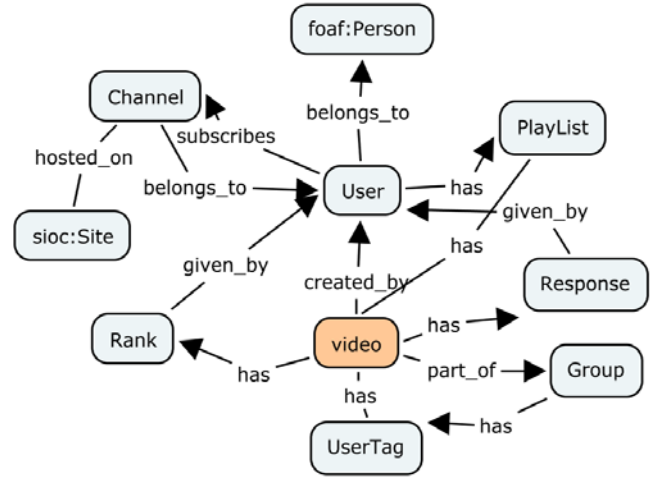 foaf:Person
Channel
belongs_to
PlayList
subscribes
hosted_on
belongs_to
User
has
given_by
sioc:Site
has
given_by
created_by
Response
Rank
video
has
has
part_of
Group
has
has
UserTag